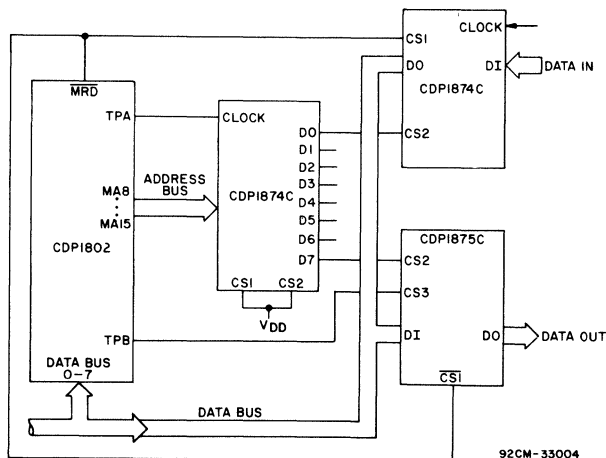 CS1
CLOCK
DO
DI
DATA IN
CDP1874C
CS2
MRD
TPA
CLOCK
DO
D1
D2
D3
D4
D5
D6
D7
ADDRESS
BUS
CDP1874C
MA8
MA15
CDP1802
CS1 CS2
VDD
TPB
DATA BUS
0-7
DATA BUS
CDP1875C
CS2
CS3
DI
DO
DATA OUT
CS1
92CM-33004